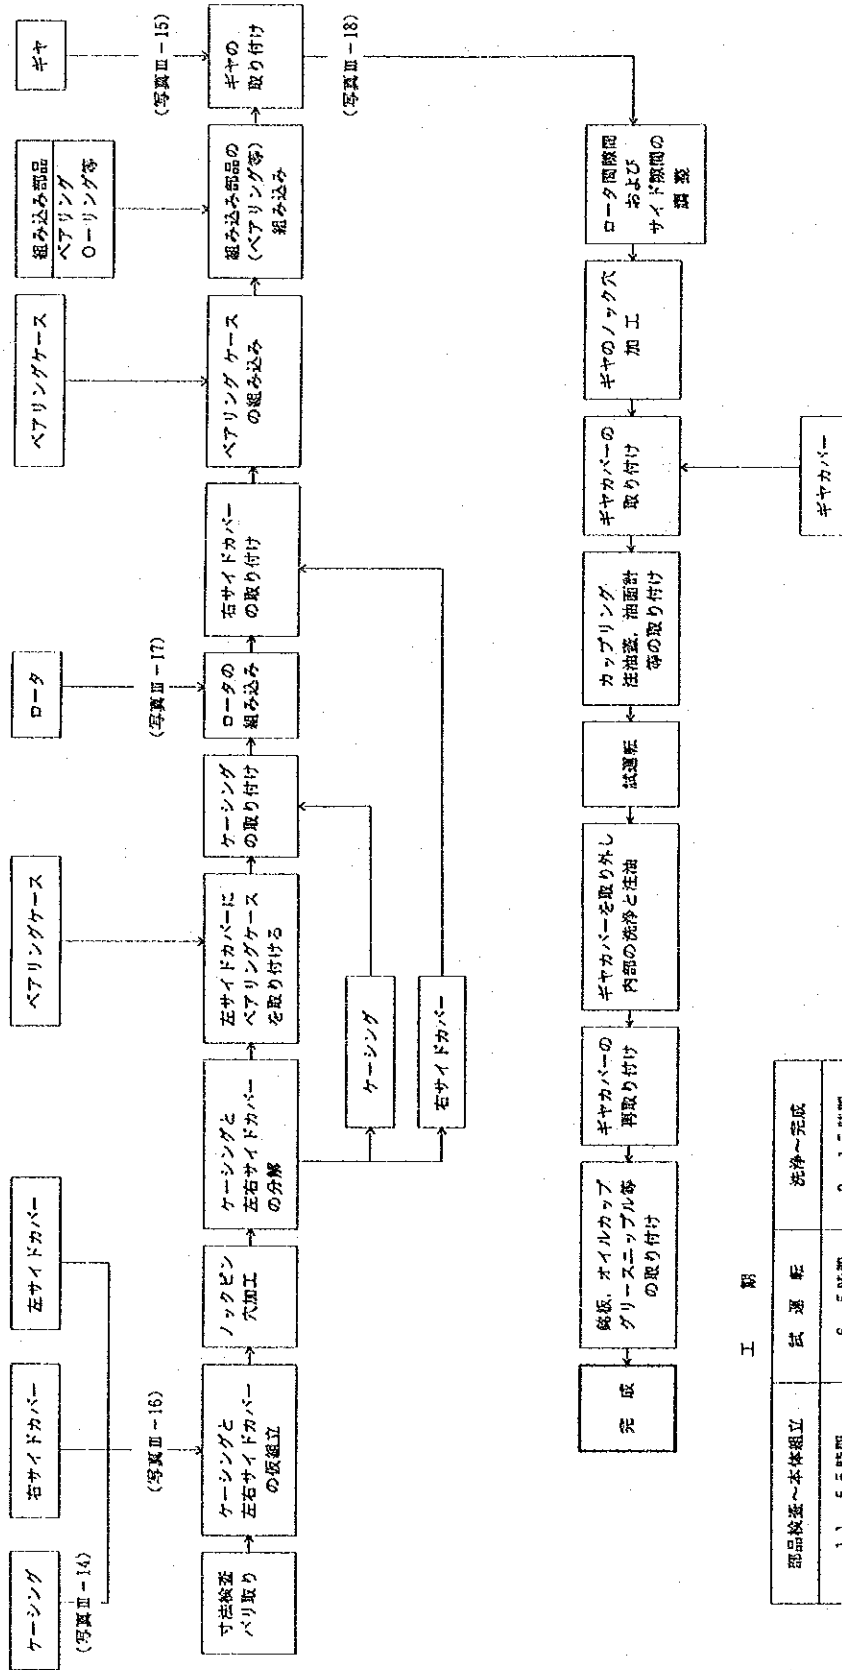 ケーシング
(写真Ⅲ-14)
右サイドカバー
左サイドカバー
(写真Ⅲ-16)
ベアリングケース
ロータ
(写真Ⅲ-17)
ベアリングケース
組み込み部品
ベアリング
Oーリング等
ギヤ
(写真Ⅲ-15)
寸法検査
バリ取り
ケーシングと
左右サイドカバー
の仮組立
ノックピン
穴加工
ケーシングと
左右サイドカバー
の分解
左サイドカバーに
ベアリングケース
を取り付ける
ケーシング
の取り付け
ロータの
組み込み
右サイドカバー
の取り付け
ベアリング ケース
の組み込み
組み込み部品の
(ベアリング等)
組み込み
ギヤの
取り付け
(写真Ⅲ-18)
ケーシング
右サイドカバー
ロータ間隙間
および
サイド隙間の
調整
ギヤのノック穴
加工
ギヤカバーの
取り付け
ギヤカバー
カップリング
注油蓋、油面計
等の取り付け
試運転
ギヤカバーを取り外し
内部の洗浄と注油
ギヤカバーの
再取り付け
銘板、オイルカップ
グリースニップル等
の取り付け
完成
工期
部品検査~本体組立
試運転
洗浄~完成